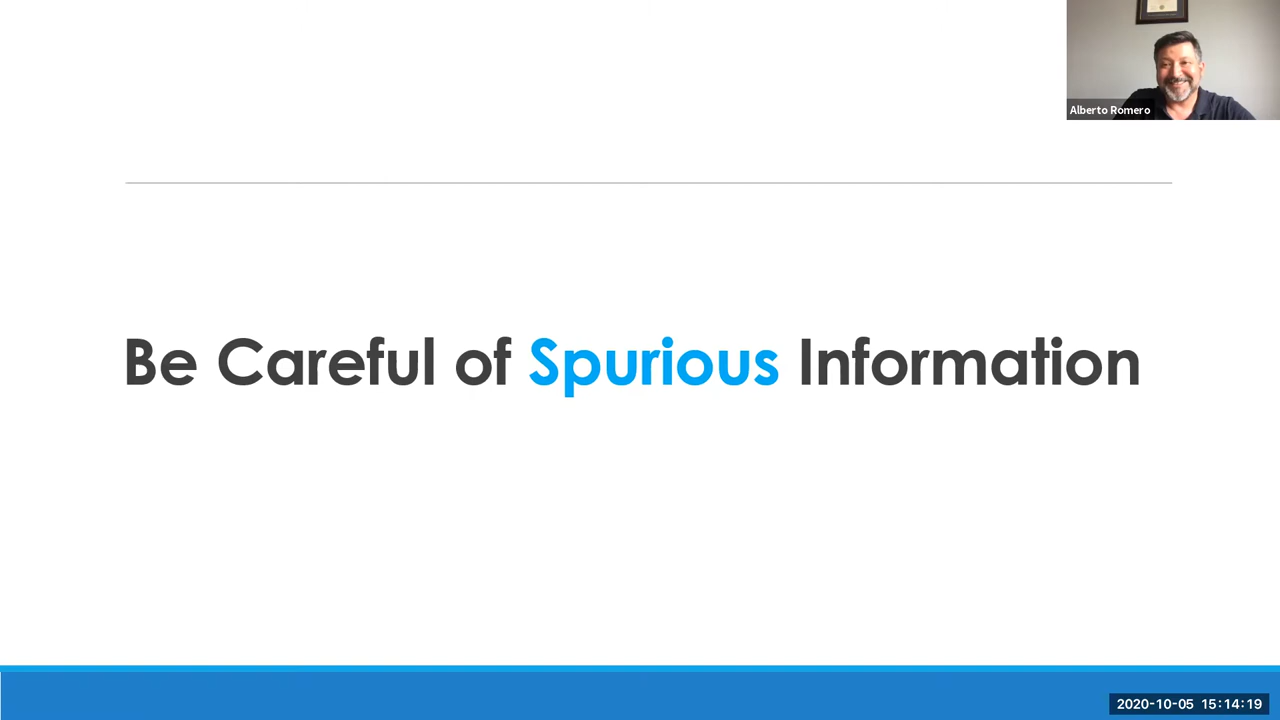 Alberto Romero
Be Careful of Spurious Information
2020-10-05 15:14:19